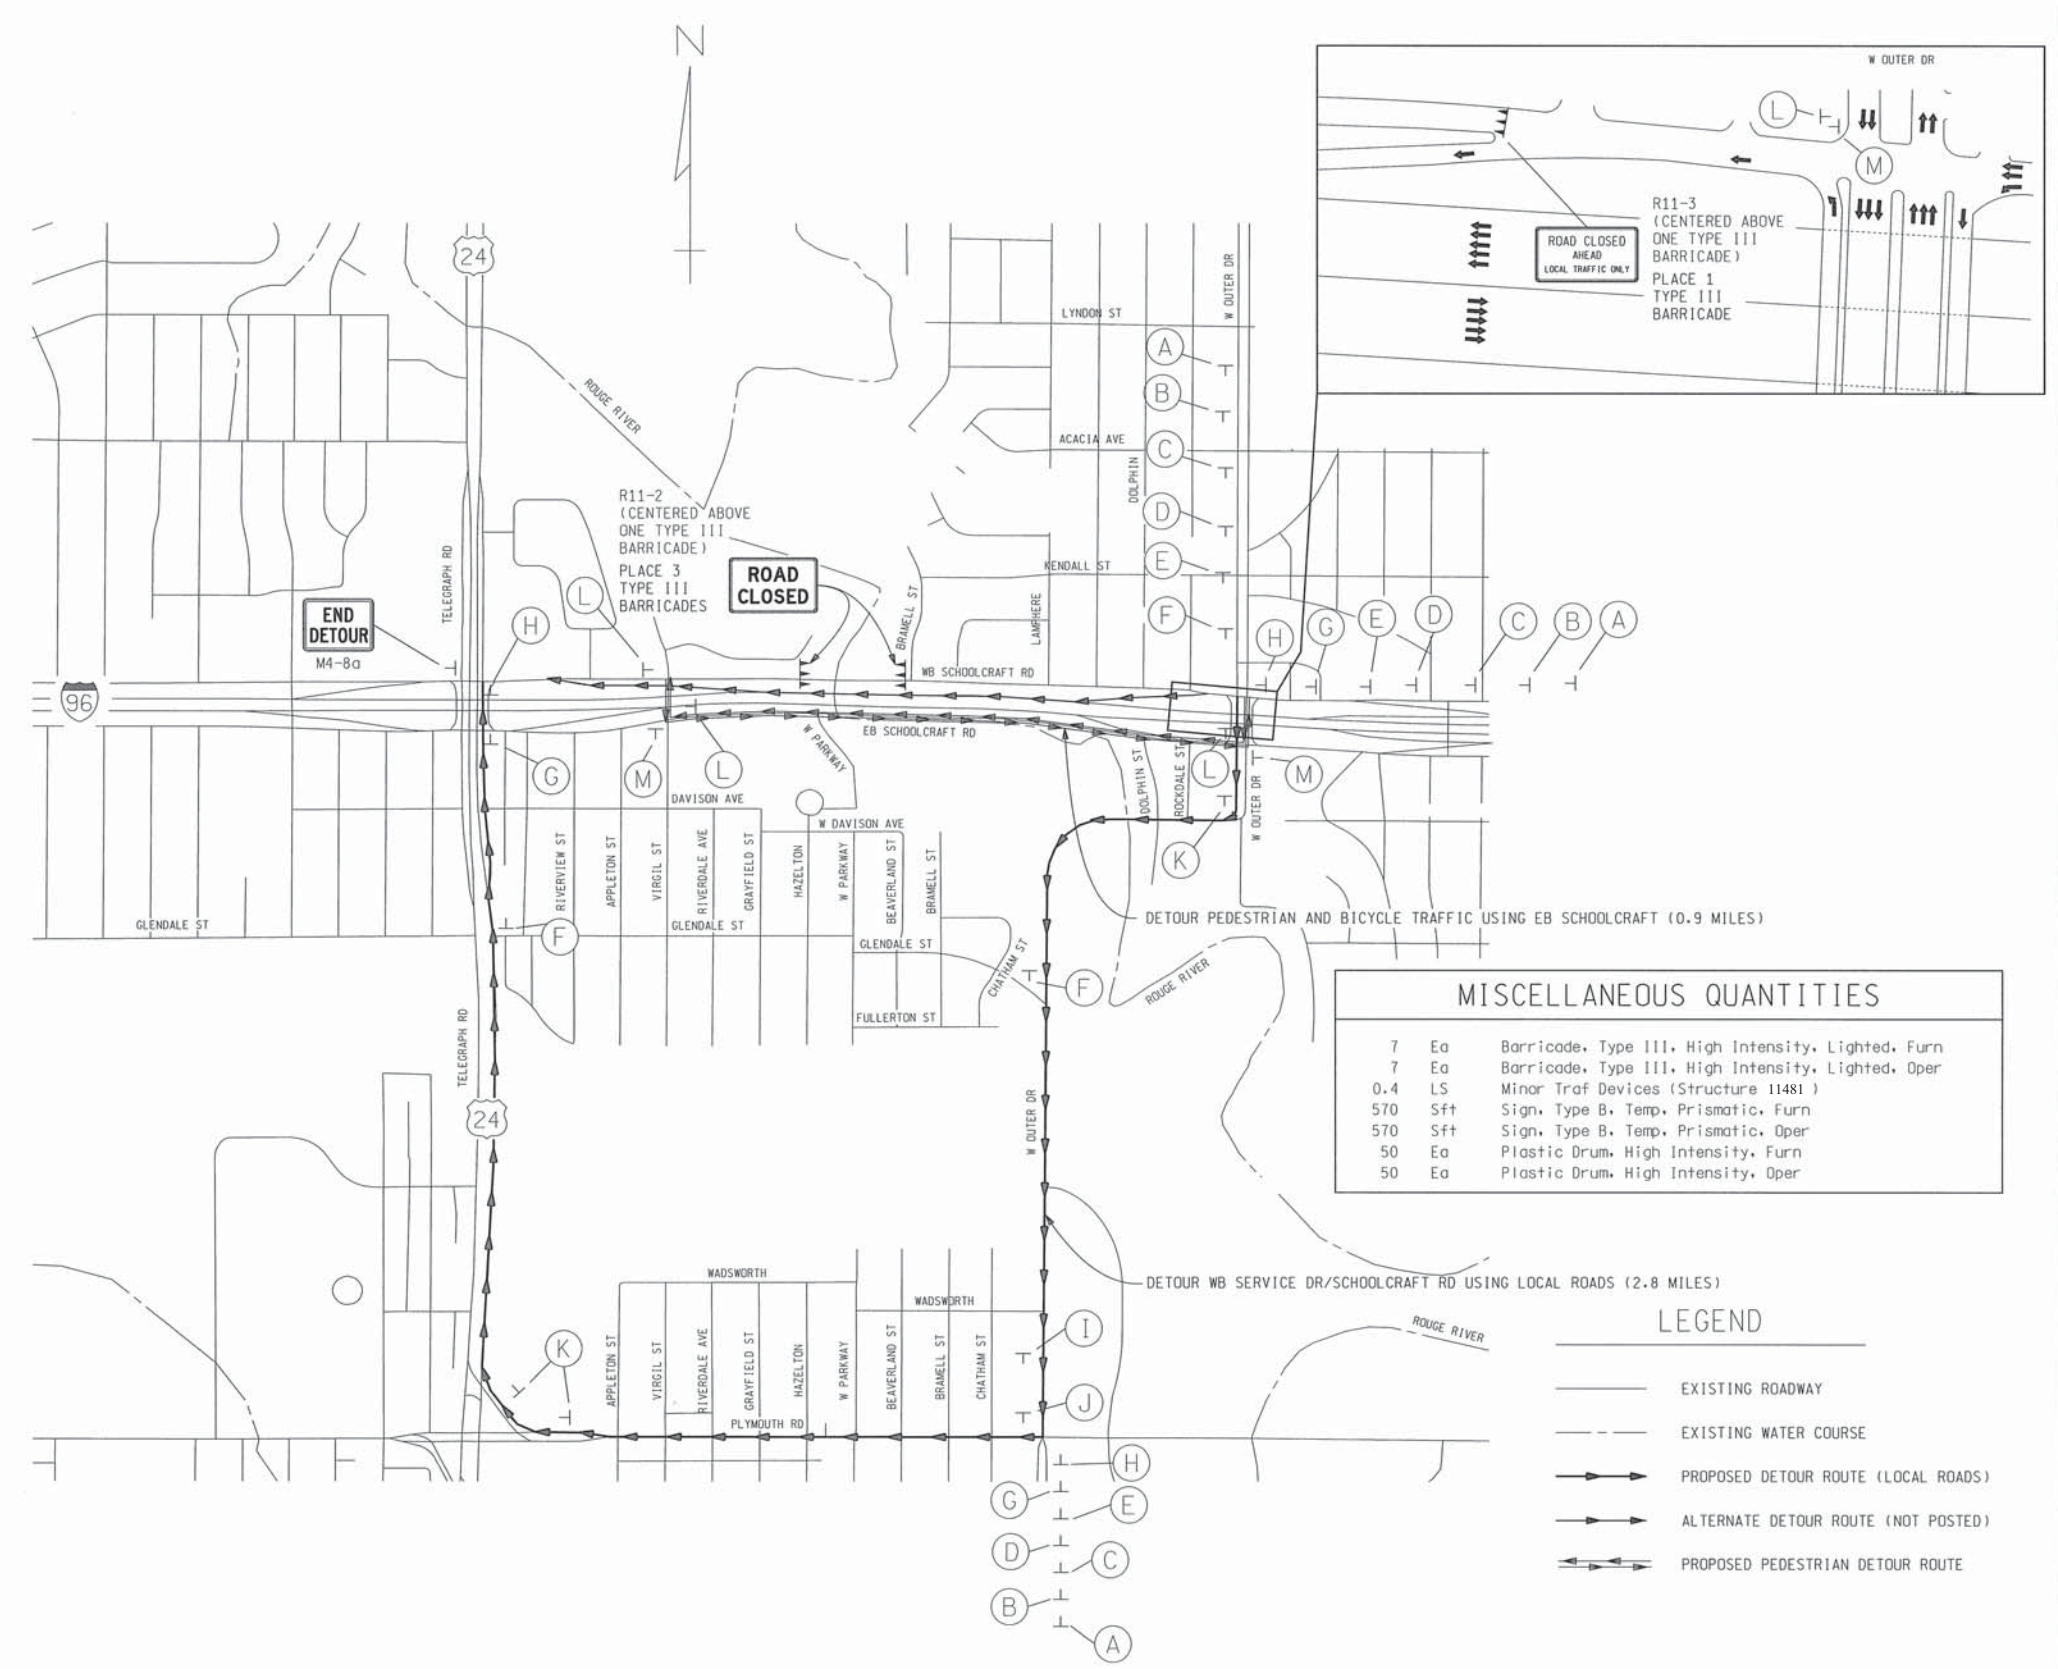 N
W OUTER DR
L
M
R11-3
(CENTERED ABOVE
ONE TYPE III
BARRICADE)
PLACE 1
TYPE III
BARRICADE
ROAD CLOSED
AHEAD
LOCAL TRAFFIC ONLY
24
W OUTER DR
LYNDON ST
A
B
ROUGE RIVER
ACACIA AVE
C
DOLPHIN
R11-2
(CENTERED ABOVE
ONE TYPE III
BARRICADE)
PLACE 3
TYPE III
BARRICADES
ROAD
CLOSED
D
E
KENDALL ST
TELEGRAPH RD
L
BRAMELL ST
LAMPHERE
F
END
DETOUR
M4-8a
H
H
G
E
D
C
B
A
WB SCHOOLCRAFT RD
96
EB SCHOOLCRAFT RD
W PARKWAY
G
M
L
DOLPHIN ST
ROCKDALE ST
L
W OUTER DR
M
DAVISON AVE
W DAVISON AVE
K
RIVERVIEW ST
APPLETON ST
VIRGIL ST
RIVERDALE AVE
GRAYFIELD ST
HAZELTON
W PARKWAY
BEAVERLAND ST
BRAMELL ST
DETOUR PEDESTRIAN AND BICYCLE TRAFFIC USING EB SCHOOLCRAFT (0.9 MILES)
GLENDALE ST
F
GLENDALE ST
GLENDALE ST
CHATHAM ST
F
ROUGE RIVER
FULLERTON ST
TELEGRAPH RD
24
W OUTER DR
MISCELLANEOUS QUANTITIES
7 Ea Barricade, Type III, High Intensity, Lighted, Furn
7 Ea Barricade, Type III, High Intensity, Lighted, Oper
0.4 LS Minor Traf Devices (Structure 11481 )
570 Sft Sign, Type B, Temp, Prismatic, Furn
570 Sft Sign, Type B, Temp, Prismatic, Oper
50 Ea Plastic Drum, High Intensity, Furn
50 Ea Plastic Drum, High Intensity, Oper
WADSWORTH
DETOUR WB SERVICE DR/SCHOOLCRAFT RD USING LOCAL ROADS (2.8 MILES)
WADSWORTH
I
ROUGE RIVER
K
APPLETON ST
VIRGIL ST
RIVERDALE AVE
GRAYFIELD ST
HAZELTON
W PARKWAY
BEAVERLAND ST
BRAMELL ST
CHATHAM ST
J
PLYMOUTH RD
H
G
E
D
C
B
A
LEGEND
EXISTING ROADWAY
EXISTING WATER COURSE
PROPOSED DETOUR ROUTE (LOCAL ROADS)
ALTERNATE DETOUR ROUTE (NOT POSTED)
PROPOSED PEDESTRIAN DETOUR ROUTE